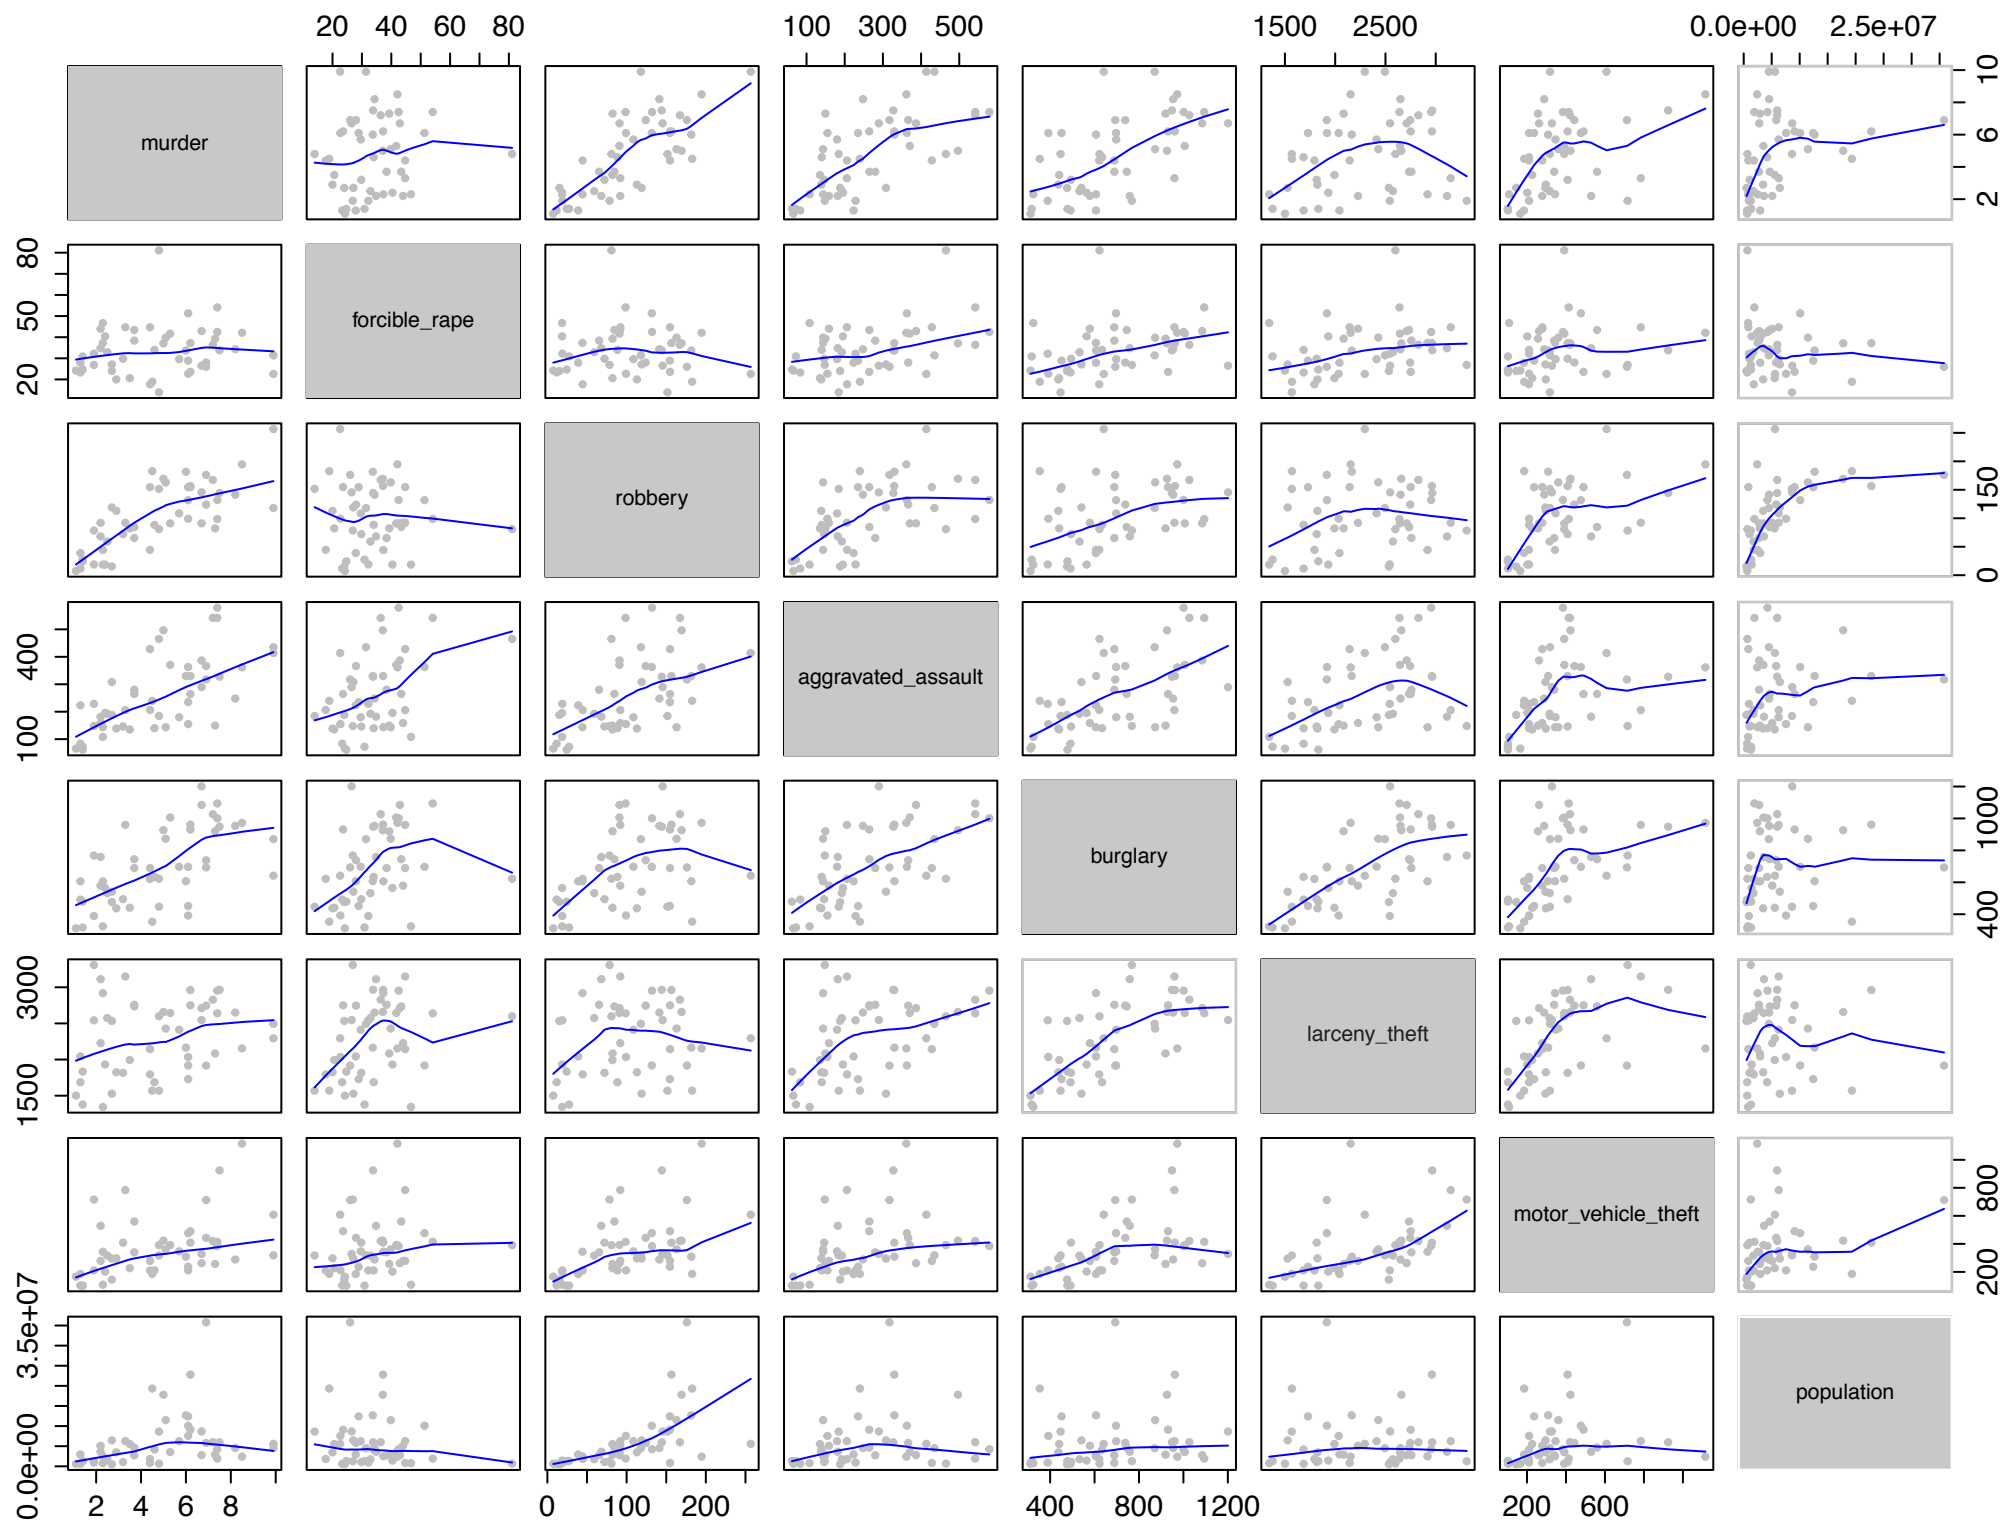 20 40 60 80 100 300 500 1500 2500 0.0e+00 2.5e+07
murder 2 6 10
20 50 80 forcible_rape
robbery 0 150
100 400 aggravated_assault
burglary 400 1000
1500 3000 larceny_theft
motor_vehicle_theft 200 800
0.0e+00 3.5e+07 population
2 4 6 8 0 100 200 400 800 1200 200 600